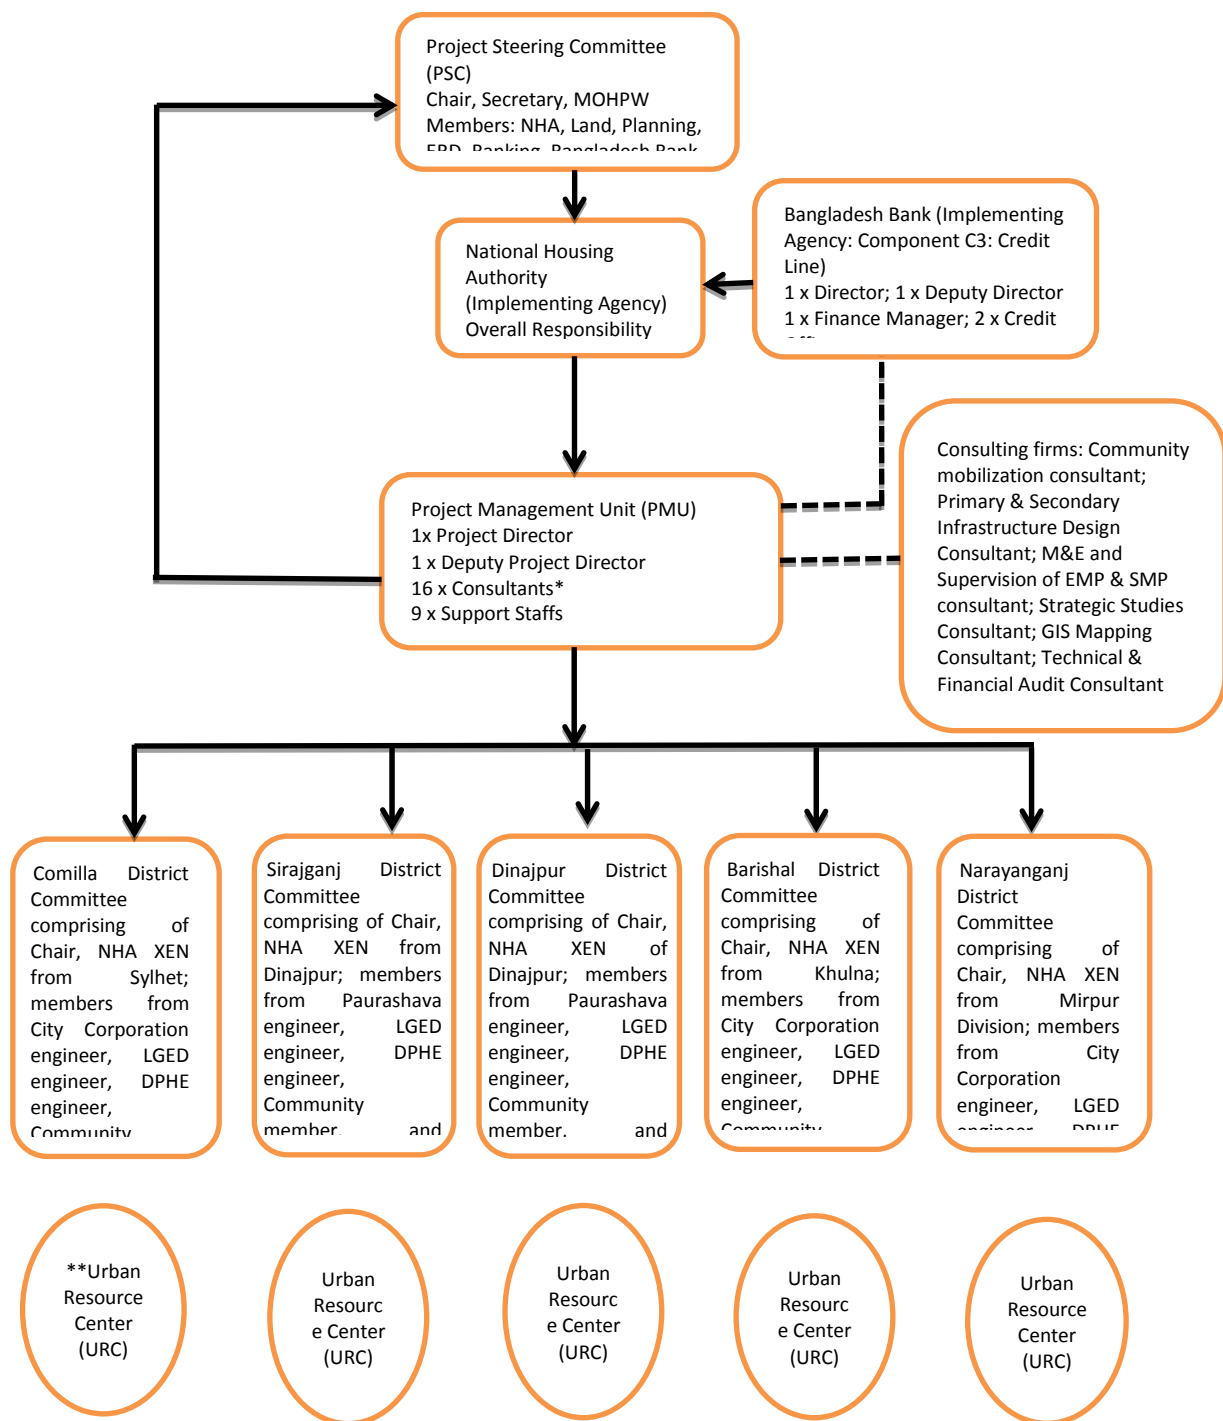 Project Steering Committee
(PSC)
Chair, Secretary, MOHPW
Members: NHA, Land, Planning,
ERD, Banking, Bangladesh Bank
National Housing
Authority
(Implementing Agency)
Overall Responsibility
Bangladesh Bank (Implementing
Agency: Component C3: Credit
Line)
1 x Director; 1 x Deputy Director
1 x Finance Manager; 2 x Credit
Consulting firms: Community
mobilization consultant;
Primary & Secondary
Infrastructure Design
Consultant; M&E and
Supervision of EMP & SMP
consultant; Strategic Studies
Consultant; GIS Mapping
Consultant; Technical &
Financial Audit Consultant
Project Management Unit (PMU)
1x Project Director
1 x Deputy Project Director
16 x Consultants*
9 x Support Staffs
Comilla District
Committee
comprising of
Chair, NHA XEN
from Sylhet;
members from
City Corporation
engineer, LGED
engineer, DPHE
engineer,
Community
Sirajganj District
Committee
comprising of Chair,
NHA XEN from
Dinajpur; members
from Paurashava
engineer, LGED
engineer, DPHE
engineer,
Community
member, and
Dinajpur District
Committee
comprising of Chair,
NHA XEN of
Dinajpur; members
from Paurashava
engineer, LGED
engineer, DPHE
engineer,
Community
member, and
Barishal District
Committee
comprising of
Chair, NHA XEN
from Khulna;
members from
City Corporation
engineer, LGED
engineer, DPHE
engineer,
Community
Narayanganj
District
Committee
comprising of
Chair, NHA XEN
from Mirpur
Division; members
from City
Corporation
engineer, LGED
engineer, DPHE
**Urban
Resource
Center
(URC)
Urban
Resourc
e Center
(URC)
Urban
Resourc
e Center
(URC)
Urban
Resourc
e Center
(URC)
Urban
Resource
Center
(URC)